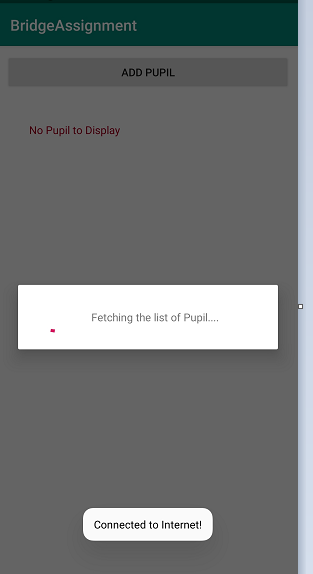 BridgeAssignment
ADD PUPIL
No Pupil to Display
Fetching the list of Pupil....
Connected to Internet!